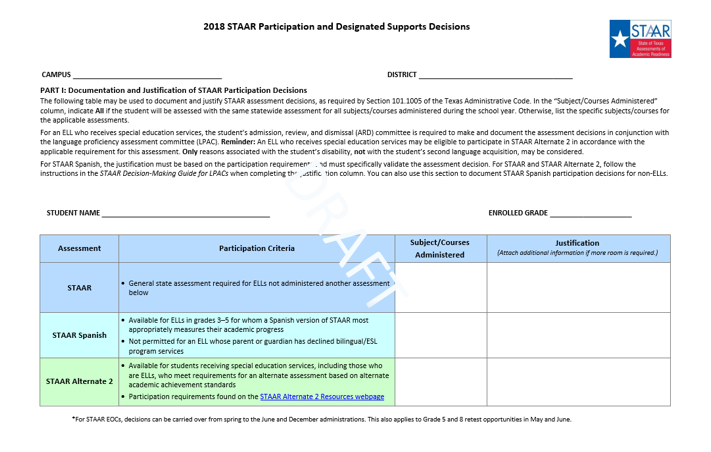 2018 STAAR Participation and Designated Supports Decisions
STAAR
State of Texas
Assessments of
Academic Readiness
CAMPUS ____________________ DISTRICT ____________________
PART I: Documentation and Justification of STAAR Participation Decisions
The following table may be used to document and justify STAAR assessment decisions, as required by Section 101.1005 of the Texas Administrative Code. In the “Subject/Courses Administered”
column, indicate All if the student will be assessed with the same statewide assessment for all subjects/courses administered during the school year. Otherwise, list the specific subjects/courses for
the applicable assessments.
For an ELL who receives special education services, the student’s admission, review, and dismissal (ARD) committee is required to make and document the assessment decisions in conjunction with
the language proficiency assessment committee (LPAC). Reminder: An ELL who receives special education services may be eligible to participate in STAAR Alternate 2 in accordance with the
applicable requirement for this assessment. Only reasons associated with the student’s disability, not with the student’s second language acquisition, may be considered.
For STAAR Spanish, the justification must be based on the participation requirements and must specifically validate the assessment decision. For STAAR and STAAR Alternate 2, follow the
instructions in the STAAR Decision-Making Guide for LPACs when completing the justification column. You can also use this section to document STAAR Spanish participation decisions for non-ELLs.
STUDENT NAME ____________________ ENROLLED GRADE ____________________
DRAFT
Assessment
Participation Criteria
Subject/Courses
Administered
Justification
(Attach additional information if more room is required.)
STAAR
• General state assessment required for ELLs not administered another assessment
below
STAAR Spanish
• Available for ELLs in grades 3–5 for whom a Spanish version of STAAR most
appropriately measures their academic progress
• Not permitted for an ELL whose parent or guardian has declined bilingual/ESL
program services
STAAR Alternate 2
• Available for students receiving special education services, including those who
are ELLs, who meet requirements for an alternate assessment based on alternate
academic achievement standards
• Participation requirements found on the STAAR Alternate 2 Resources webpage
*For STAAR EOCs, decisions can be carried over from spring to the June and December administrations. This also applies to Grade 5 and 8 retest opportunities in May and June.